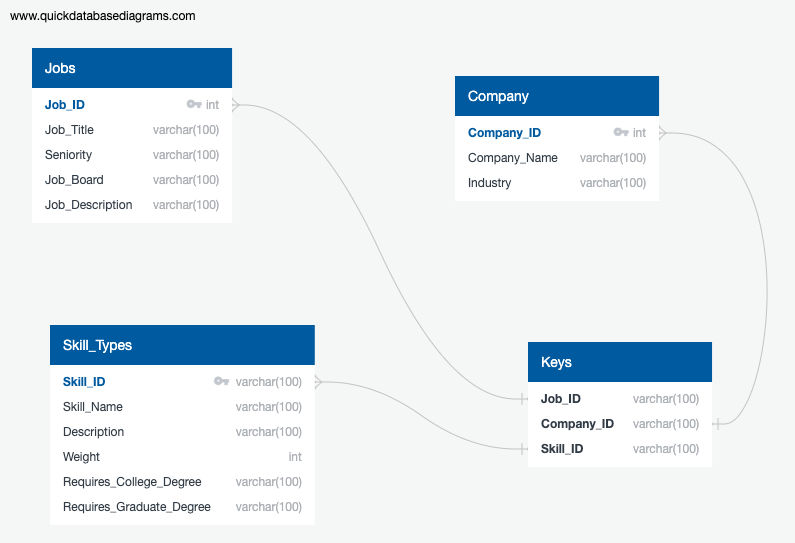 www.quickdatabasediagrams.com
Jobs
Job_ID int
Job_Title varchar(100)
Seniority varchar(100)
Job_Board varchar(100)
Job_Description varchar(100)
Company
Company_ID int
Company_Name varchar(100)
Industry varchar(100)
Skill_Types
Skill_ID varchar(100)
Skill_Name varchar(100)
Description varchar(100)
Weight int
Requires_College_Degree varchar(100)
Requires_Graduate_Degree varchar(100)
Keys
Job_ID varchar(100)
Company_ID varchar(100)
Skill_ID varchar(100)